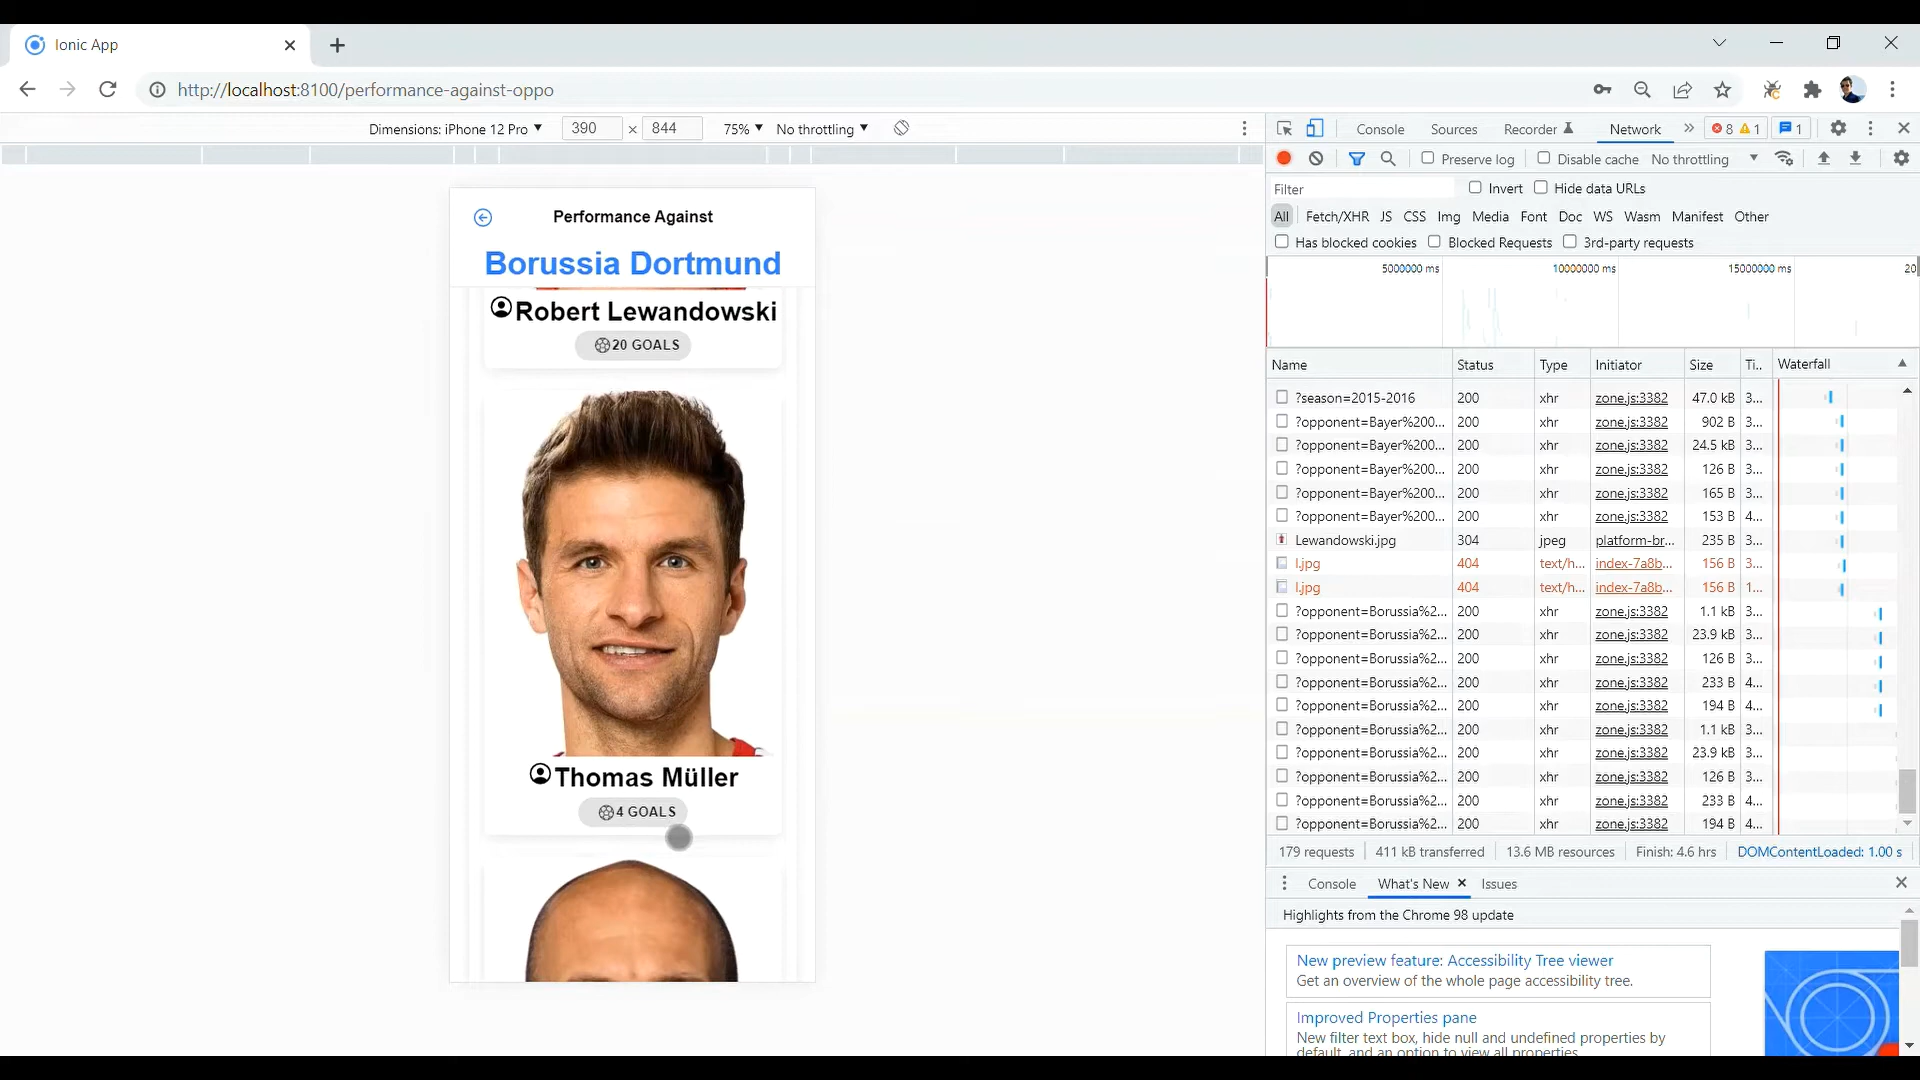 Ionic App
http://localhost:8100/performance-against-oppo
Dimensions: iPhone 12 Pro 390 × 844 75% No throttling
Performance Against
Borussia Dortmund
Robert Lewandowski
20 GOALS
Thomas Müller
4 GOALS
Console Sources Recorder Network » 8 1 1
Preserve log Disable cache No throttling
Filter Invert Hide data URLs
All Fetch/XHR JS CSS Img Media Font Doc WS Wasm Manifest Other
Has blocked cookies Blocked Requests 3rd-party requests
5000000 ms 10000000 ms 15000000 ms 20
Name Status Type Initiator Size Ti.. Waterfall
?season=2015-2016 200 xhr zone.js:3382 47.0 kB 3...
?opponent=Bayer%200... 200 xhr zone.js:3382 902 B 3...
?opponent=Bayer%200... 200 xhr zone.js:3382 24.5 kB 3...
?opponent=Bayer%200... 200 xhr zone.js:3382 126 B 3...
?opponent=Bayer%200... 200 xhr zone.js:3382 165 B 3...
?opponent=Bayer%200... 200 xhr zone.js:3382 153 B 4...
Lewandowski.jpg 304 jpeg platform-br... 235 B 3...
l.jpg 404 text/h... index-7a8b... 156 B 3...
l.jpg 404 text/h... index-7a8b... 156 B 1...
?opponent=Borussia%2... 200 xhr zone.js:3382 1.1 kB 3...
?opponent=Borussia%2... 200 xhr zone.js:3382 23.9 kB 3...
?opponent=Borussia%2... 200 xhr zone.js:3382 126 B 3...
?opponent=Borussia%2... 200 xhr zone.js:3382 233 B 4...
?opponent=Borussia%2... 200 xhr zone.js:3382 194 B 4...
?opponent=Borussia%2... 200 xhr zone.js:3382 1.1 kB 3...
?opponent=Borussia%2... 200 xhr zone.js:3382 23.9 kB 3...
?opponent=Borussia%2... 200 xhr zone.js:3382 126 B 3...
?opponent=Borussia%2... 200 xhr zone.js:3382 233 B 4...
?opponent=Borussia%2... 200 xhr zone.js:3382 194 B 4...
179 requests 411 kB transferred 13.6 MB resources Finish: 4.6 hrs DOMContentLoaded: 1.00 s
Console What's New Issues
Highlights from the Chrome 98 update
New preview feature: Accessibility Tree viewer
Get an overview of the whole page accessibility tree.
Improved Properties pane
New filter text box, hide null and undefined properties by
default, and an option to view all properties.